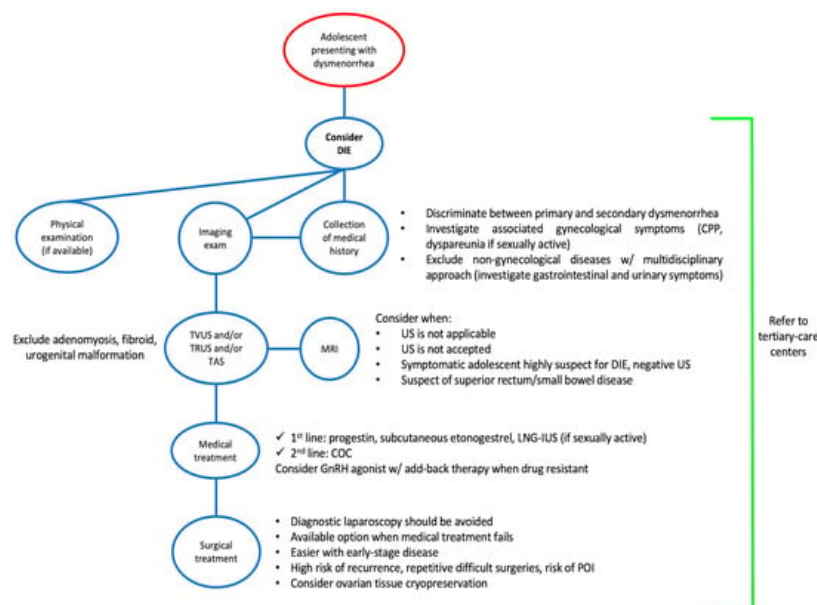 Adolescent
presenting with
dysmenorrhea
Consider
DIE
Physical
examination
(if available)
Imaging
exam
Collection
of medical
history
• Discriminate between primary and secondary dysmenorrhea
• Investigate associated gynecological symptoms (CPP,
dyspareunia if sexually active)
• Exclude non-gynecological diseases w/ multidisciplinary
approach (investigate gastrointestinal and urinary symptoms)
Refer to
tertiary-care
centers
Exclude adenomyosis, fibroid,
urogenital malformation
TVUS and/or
TRUS and/or
TAS
MRI
Consider when:
• US is not applicable
• US is not accepted
• Symptomatic adolescent highly suspect for DIE, negative US
• Suspect of superior rectum/small bowel disease
Medical
treatment
✓ 1st line: progestin, subcutaneous etonogestrel, LNG-IUS (if sexually active)
✓ 2nd line: COC
Consider GnRH agonist w/ add-back therapy when drug resistant
Surgical
treatment
• Diagnostic laparoscopy should be avoided
• Available option when medical treatment fails
• Easier with early-stage disease
• High risk of recurrence, repetitive difficult surgeries, risk of POI
• Consider ovarian tissue cryopreservation